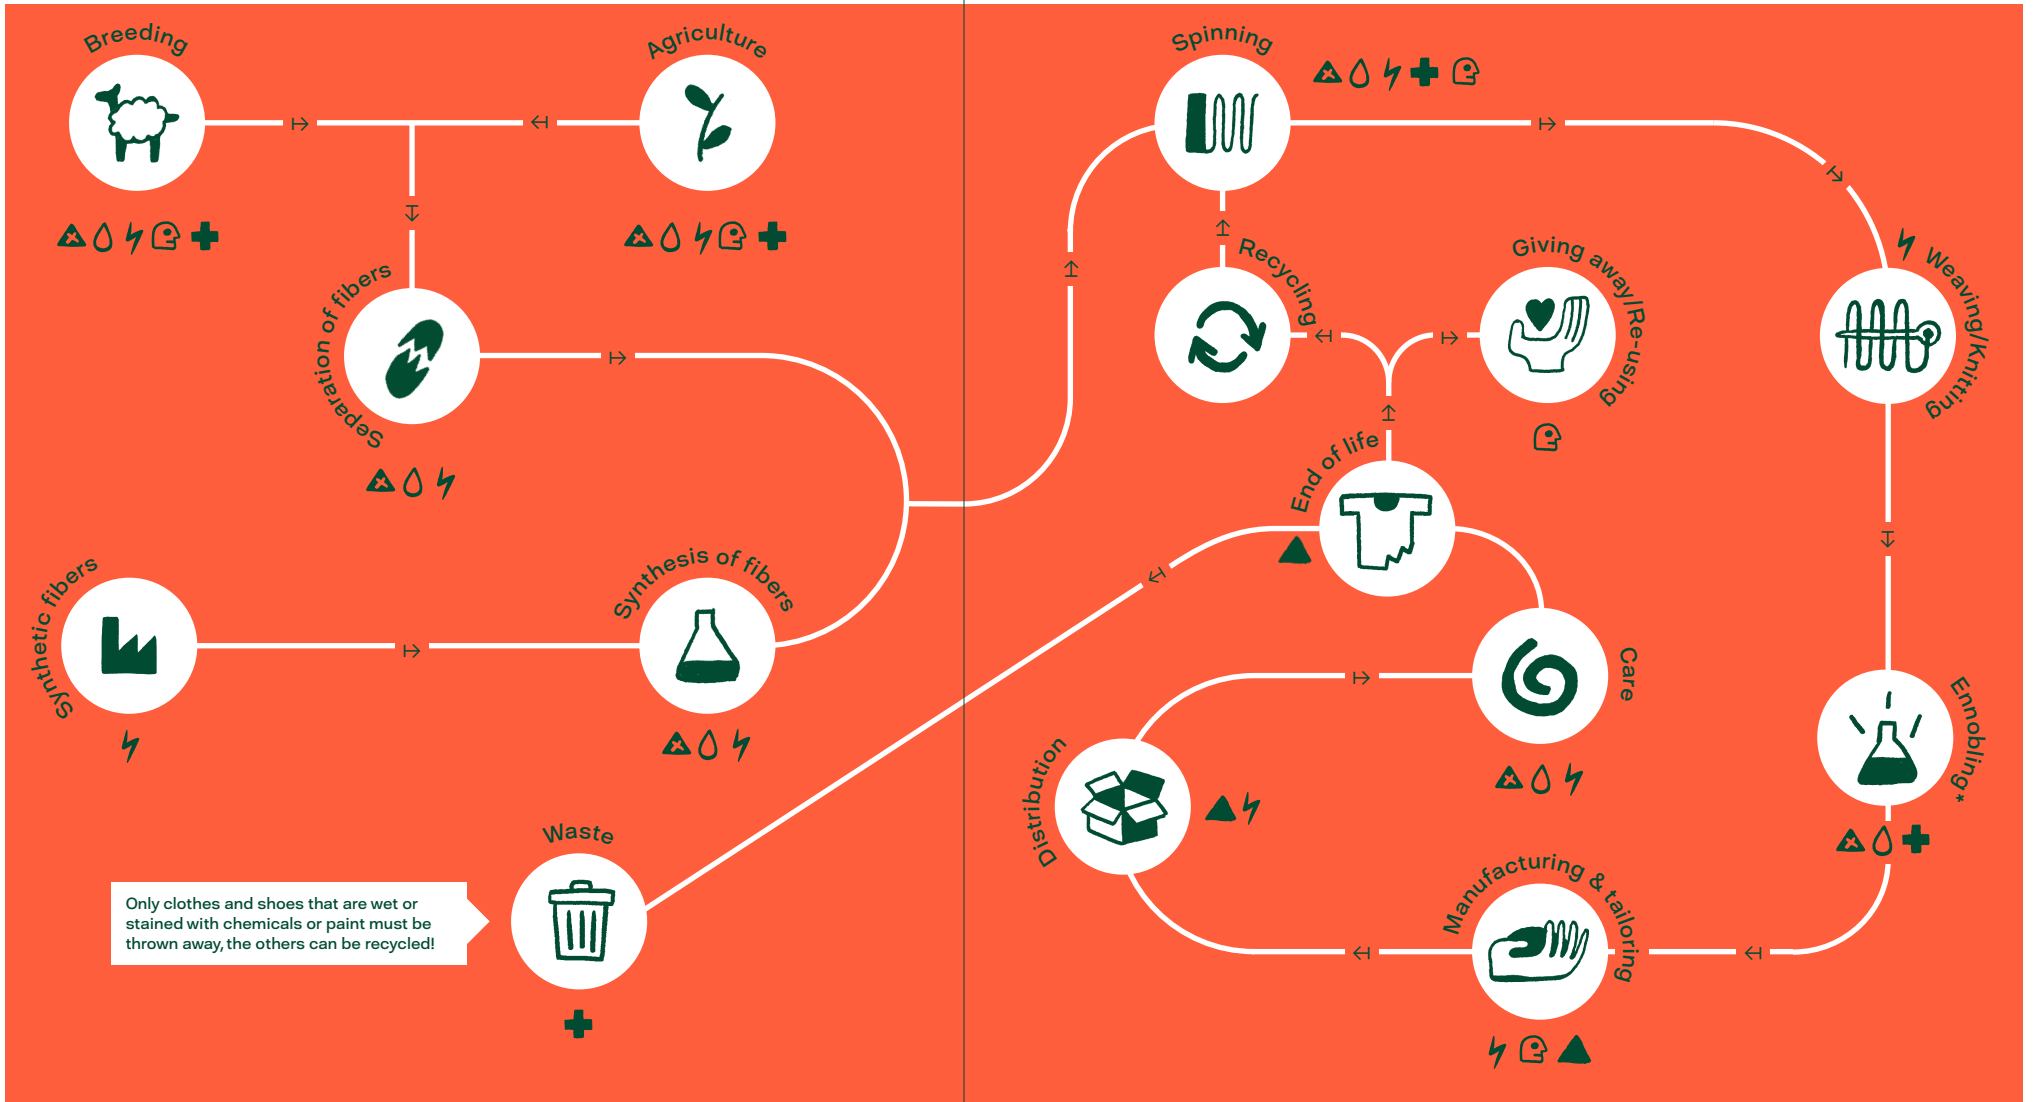 Breeding
Agriculture
Spinning
Separation of fibers
Recycling
Giving away/Re-using
Weaving/Knitting
End of life
Synthetic fibers
Synthesis of fibers
Care
Ennobling*
Distribution
Waste
Manufacturing & tailoring
Only clothes and shoes that are wet or
stained with chemicals or paint must be
thrown away, the others can be recycled!